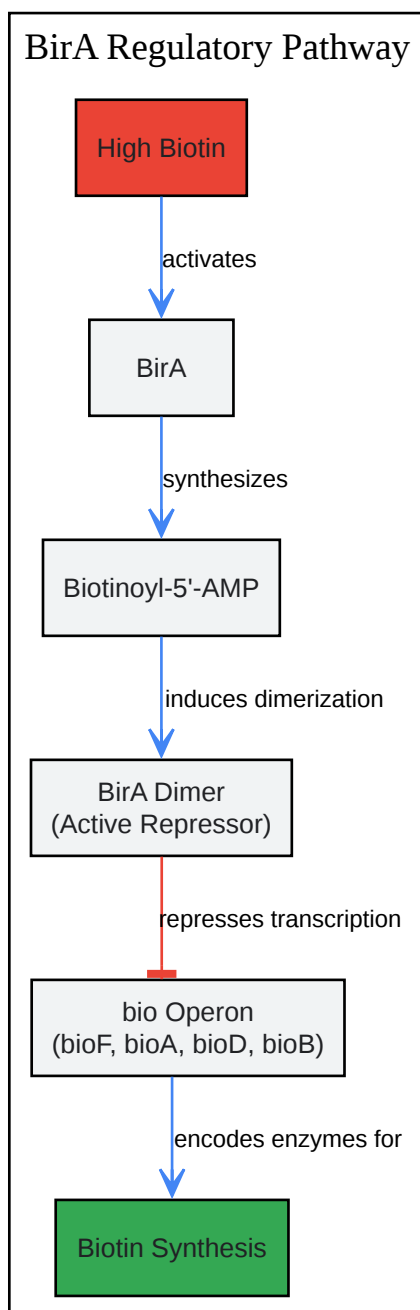 BirA Regulatory Pathway
High Biotin
activates
BirA
synthesizes
Biotinoyl-5'-AMP
induces dimerization
BirA Dimer
(Active Repressor)
represses transcription
bio Operon
(bioF, bioA, bioD, bioB)
encodes enzymes for
Biotin Synthesis